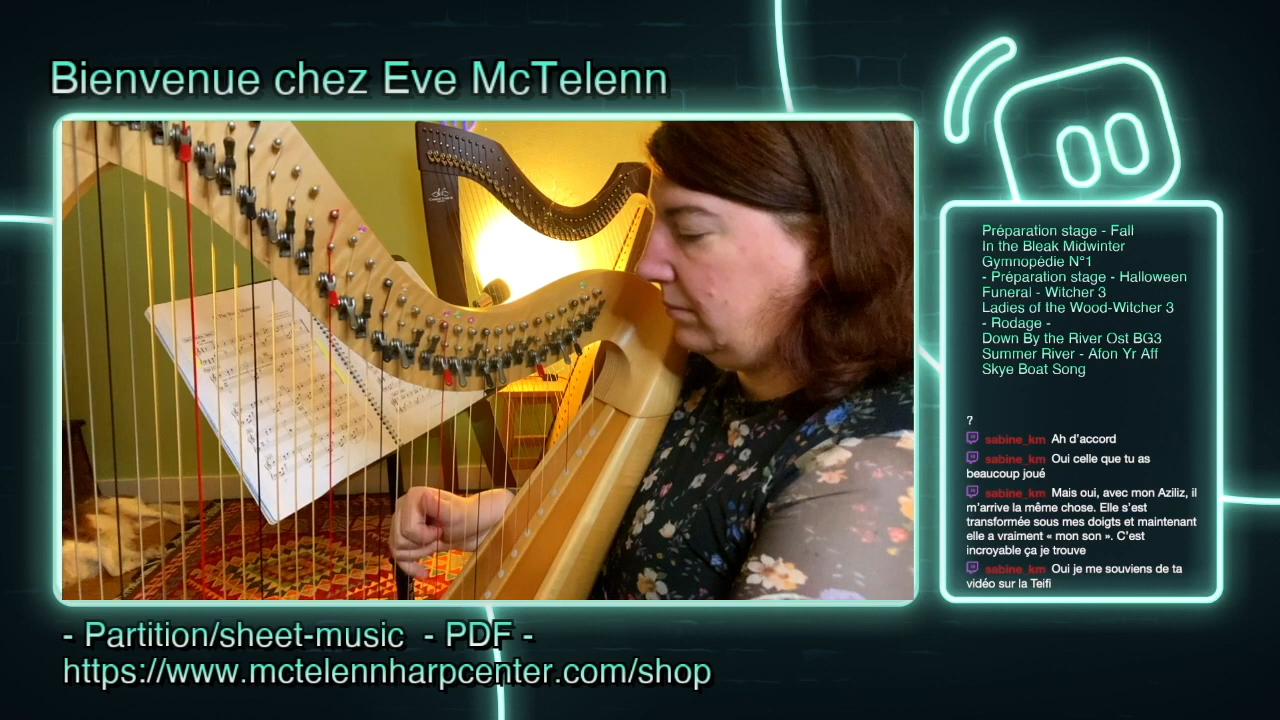 Bienvenue chez Eve McTelenn
Préparation stage - Fall
In the Bleak Midwinter
Gymnopédie N°1
- Préparation stage - Halloween
Funeral - Witcher 3
Ladies of the Wood-Witcher 3
- Rodage -
Down By the River Ost BG3
Summer River - Afon Yr Aff
Skye Boat Song
?
sabine_km Ah d'accord
sabine_km Oui celle que tu as
beaucoup joué
sabine_km Mais oui, avec mon Aziliz, il
m'arrive la même chose. Elle s'est
transformée sous mes doigts et maintenant
elle a vraiment « mon son ». C'est
incroyable ça je trouve
sabine_km Oui je me souviens de ta
vidéo sur la Teifi
- Partition/sheet-music - PDF -
https://www.mctelennharpcenter.com/shop